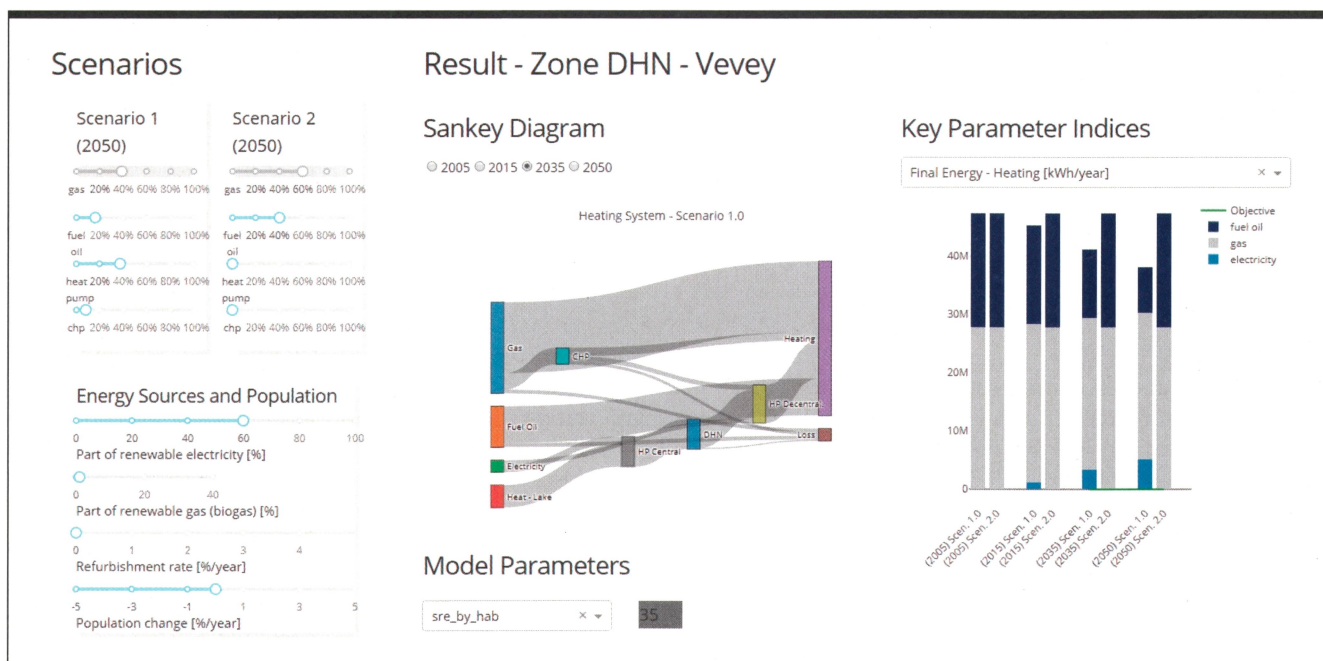 Scenarios
Scenario 1
(2050)
gas 20% 40% 60% 80% 100%
fuel 20% 40% 60% 80% 100%
oil
heat 20% 40% 60% 80% 100%
pump
chp 20% 40% 60% 80% 100%
Scenario 2
(2050)
gas 20% 40% 60% 80% 100%
fuel 20% 40% 60% 80% 100%
oil
heat 20% 40% 60% 80% 100%
pump
chp 20% 40% 60% 80% 100%
Energy Sources and Population
0 20 40 60 80 100
Part of renewable electricity [%]
0 20 40
Part of renewable gas (biogas) [%]
0 1 2 3 4
Refurbishment rate [%/year]
-5 -3 -1 1 3 5
Population change [%/year]
Result - Zone DHN - Vevey
Sankey Diagram
2005 2015 2035 2050
Heating System - Scenario 1.0
Gas
CHP
Heating
Fuel Oil
HP Decentral.
DHN
Loss
HP Central
Electricity
Heat - Lake
Model Parameters
sre_by_hab × 35
Key Parameter Indices
Final Energy - Heating [kWh/year] ×
Objective
fuel oil
gas
electricity
40M
30M
20M
10M
0
(2005) Scen. 1.0
(2005) Scen. 2.0
(2015) Scen. 1.0
(2015) Scen. 2.0
(2035) Scen. 1.0
(2035) Scen. 2.0
(2050) Scen. 1.0
(2050) Scen. 2.0